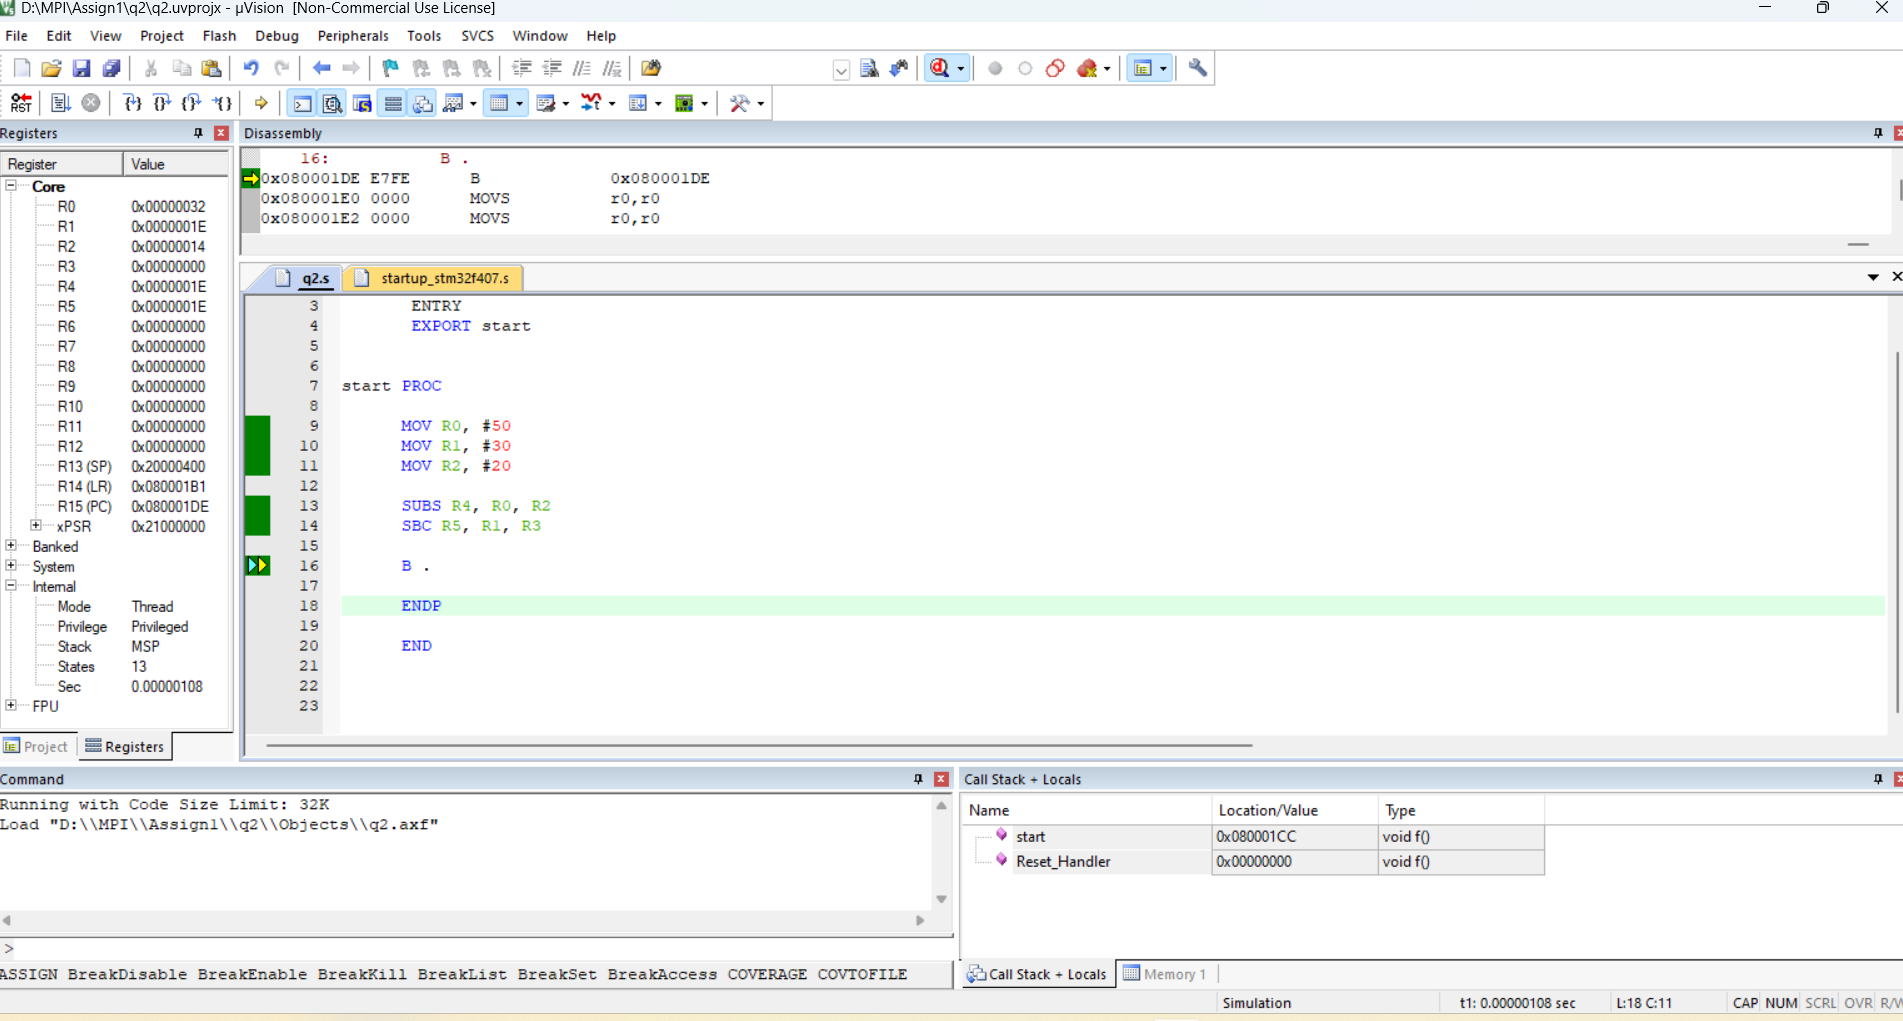 D:\MPI\Assign1\q2\q2.uvprojx - µVision [Non-Commercial Use License]
File Edit View Project Flash Debug Peripherals Tools SVCS Window Help
RST
Registers
Register Value
Core
R0 0x00000032
R1 0x0000001E
R2 0x00000014
R3 0x00000000
R4 0x0000001E
R5 0x0000001E
R6 0x00000000
R7 0x00000000
R8 0x00000000
R9 0x00000000
R10 0x00000000
R11 0x00000000
R12 0x00000000
R13 (SP) 0x20000400
R14 (LR) 0x080001B1
R15 (PC) 0x080001DE
xPSR 0x21000000
Banked
System
Internal
Mode Thread
Privilege Privileged
Stack MSP
States 13
Sec 0.00000108
FPU
Project Registers
Disassembly
16: B .
0x080001DE E7FE B 0x080001DE
0x080001E0 0000 MOVS r0,r0
0x080001E2 0000 MOVS r0,r0
q2.s startup_stm32f407.s
3 ENTRY
4 EXPORT start
5
6
7 start PROC
8
9 MOV R0, #50
10 MOV R1, #30
11 MOV R2, #20
12
13 SUBS R4, R0, R2
14 SBC R5, R1, R3
15
16 B .
17
18 ENDP
19
20 END
21
22
23
Command
Running with Code Size Limit: 32K
Load "D:\\MPI\\Assign1\\q2\\Objects\\q2.axf"
>
ASSIGN BreakDisable BreakEnable BreakKill BreakList BreakSet BreakAccess COVERAGE COVTOFILE
Call Stack + Locals
Name Location/Value Type
start 0x080001CC void f()
Reset_Handler 0x00000000 void f()
Call Stack + Locals Memory 1
Simulation t1: 0.00000108 sec L:18 C:11 CAP NUM SCRL OVR R/W